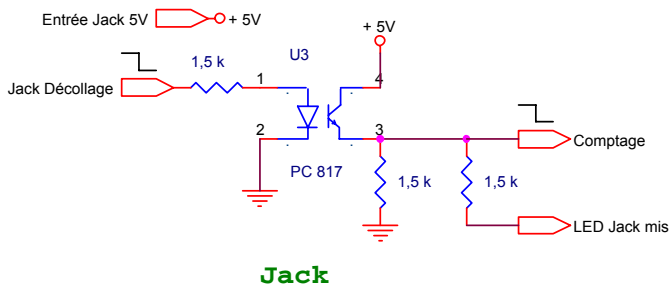 Entrée Jack 5V
+ 5V
+ 5V
U3
1,5 k
1
4
Jack Décollage
2
3
Comptage
PC 817
1,5 k
1,5 k
LED Jack mis
Jack